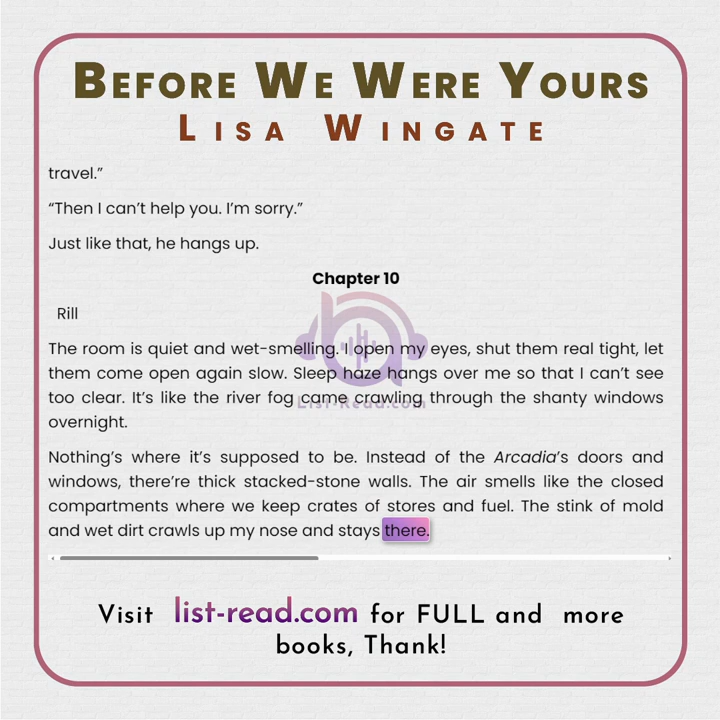 BEFORE WE WERE YOURS
LISA WINGATE
travel.”
“Then I can’t help you. I’m sorry.”
Just like that, he hangs up.
Chapter 10
Rill
The room is quiet and wet-smelling. I open my eyes, shut them real tight, let
them come open again slow. Sleep haze hangs over me so that I can’t see
too clear. It’s like the river fog came crawling through the shanty windows
overnight.
Nothing’s where it’s supposed to be. Instead of the Arcadia’s doors and
windows, there’re thick stacked-stone walls. The air smells like the closed
compartments where we keep crates of stores and fuel. The stink of mold
and wet dirt crawls up my nose and stays there.
List-Read.com
Visit list-read.com for FULL and more
books, Thank!